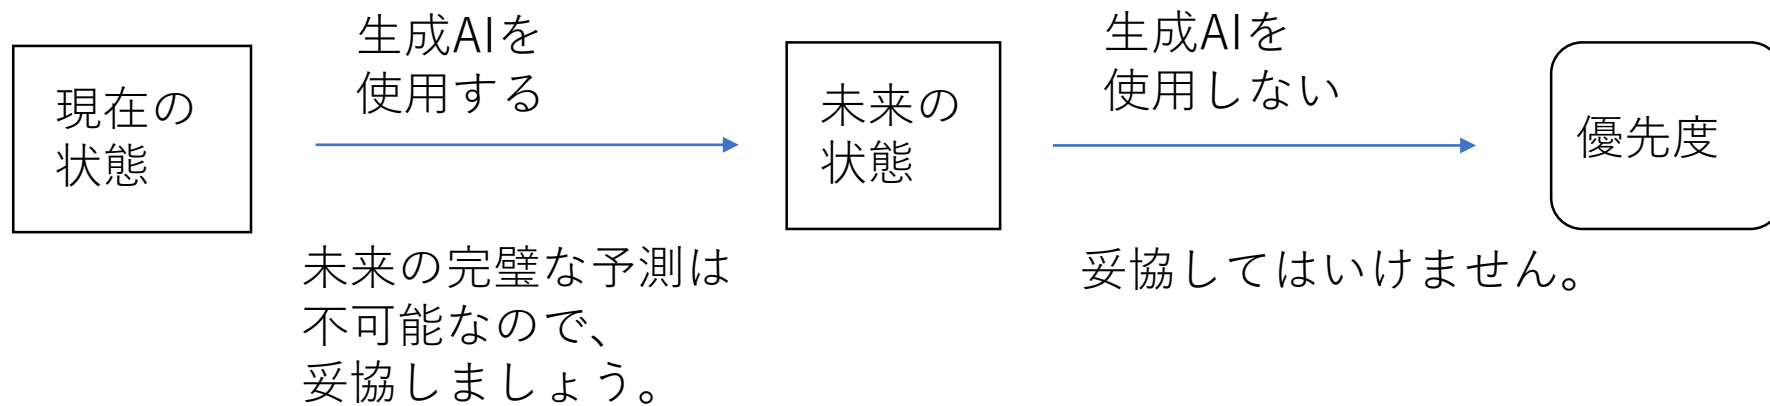 現在の
状態
生成AIを
使用する
未来の完璧な予測は
不可能なので、
妥協しましょう。
未来の
状態
生成AIを
使用しない
妥協してはいけません。
優先度